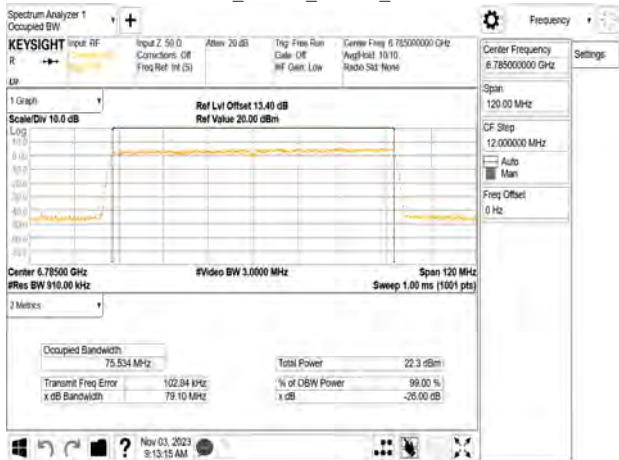 Spectrum Analyzer 1
Occupied BW
+
Frequency
KEYSIGHT
Input: RF
R
Input Z: 50 Ω
Corrections: Off
Freq Ref: Int (S)
Atten: 20 dB
Trig: Free Run
Gate: Off
#IF Gain: Low
Center Freq: 6.785000000 GHz
Avg|Hold: 10/10
Radio Std: None
Center Frequency
6.785000000 GHz
Settings
Span
120.00 MHz
CF Step
12.000000 MHz
Auto
Man
Freq Offset
0 Hz
1 Graph
Scale/Div 10.0 dB
Ref Lvl Offset 13.40 dB
Ref Value 20.00 dBm
Log
10.0
0.00
Center 6.78500 GHz
#Res BW 910.00 kHz
#Video BW 3.0000 MHz
Span 120 MHz
Sweep 1.00 ms (1001 pts)
2 Metrics
Occupied Bandwidth
75.534 MHz
Total Power
22.3 dBm
Transmit Freq Error
102.84 kHz
% of OBW Power
99.00 %
x dB Bandwidth
79.10 MHz
x dB
-26.00 dB
?
Nov 03, 2023
9:13:15 AM